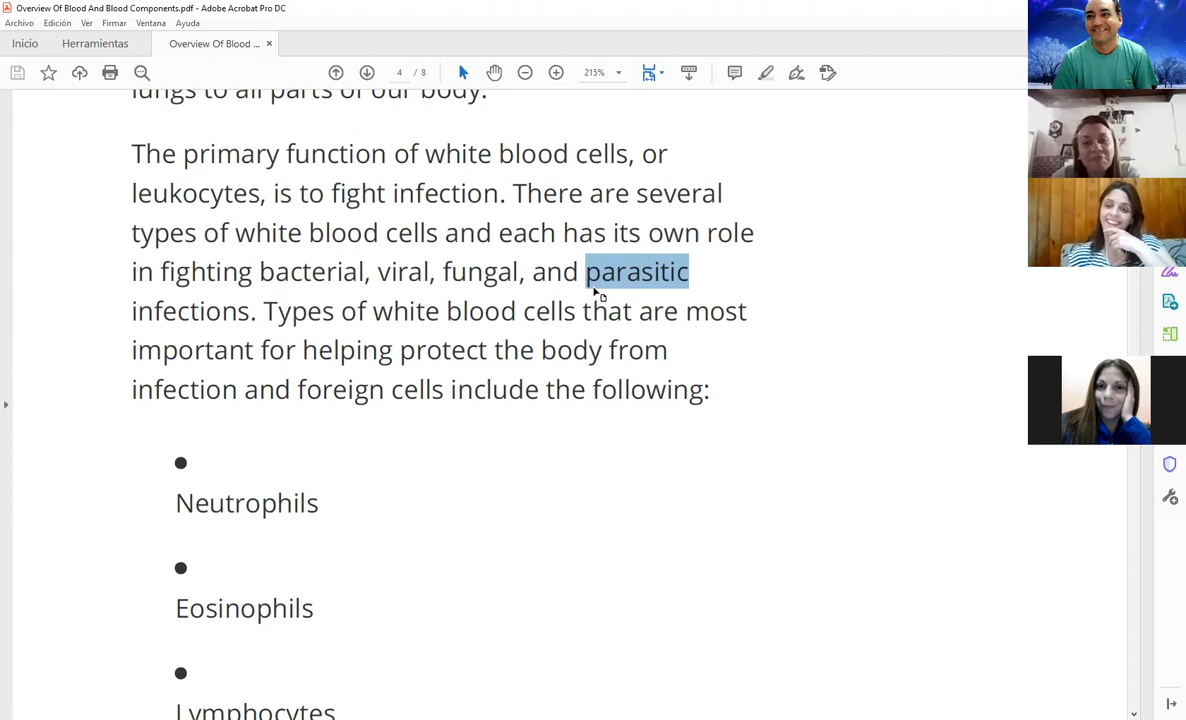 Overview Of Blood And Blood Components.pdf - Adobe Acrobat Pro DC
Archivo Edición Ver Firmar Ventana Ayuda
Inicio Herramientas Overview Of Blood ... ×
4 / 8 215%
lungs to all parts of our body.
The primary function of white blood cells, or
leukocytes, is to fight infection. There are several
types of white blood cells and each has its own role
in fighting bacterial, viral, fungal, and parasitic
infections. Types of white blood cells that are most
important for helping protect the body from
infection and foreign cells include the following:
●
Neutrophils
●
Eosinophils
●
Lymphocytes